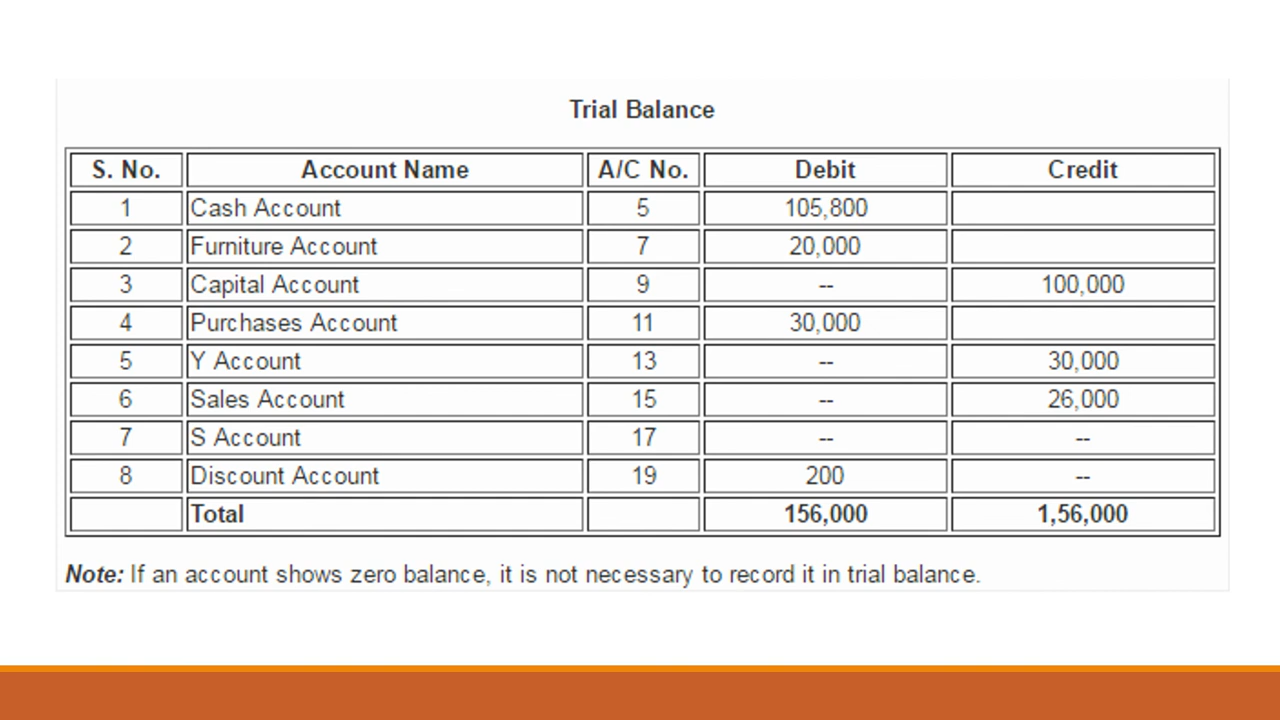 Trial Balance
S. No. Account Name A/C No. Debit Credit
1 Cash Account 5 105,800
2 Furniture Account 7 20,000
3 Capital Account 9 -- 100,000
4 Purchases Account 11 30,000
5 Y Account 13 -- 30,000
6 Sales Account 15 -- 26,000
7 S Account 17 -- --
8 Discount Account 19 200 --
Total 156,000 1,56,000
Note: If an account shows zero balance, it is not necessary to record it in trial balance.